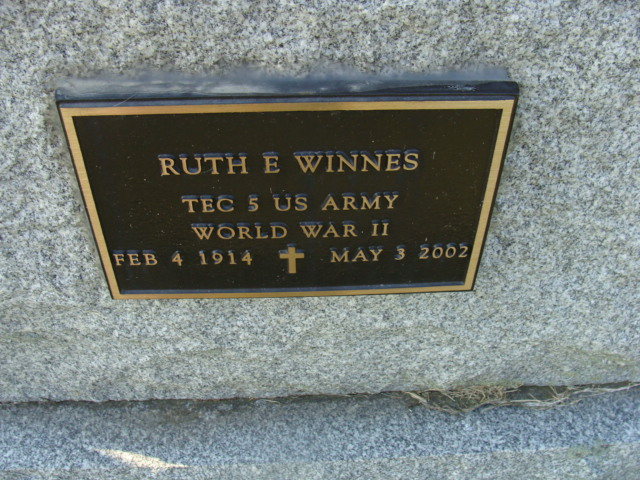 RUTH E WINNES
TEC 5 US ARMY
WORLD WAR II
FEB 4 1914 MAY 3 2002